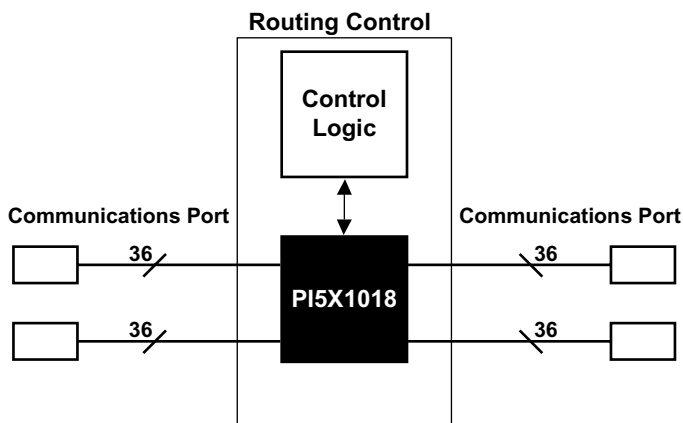 Routing Control
Control
Logic
Communications Port
Communications Port
36
36
PI5X1018
36
36